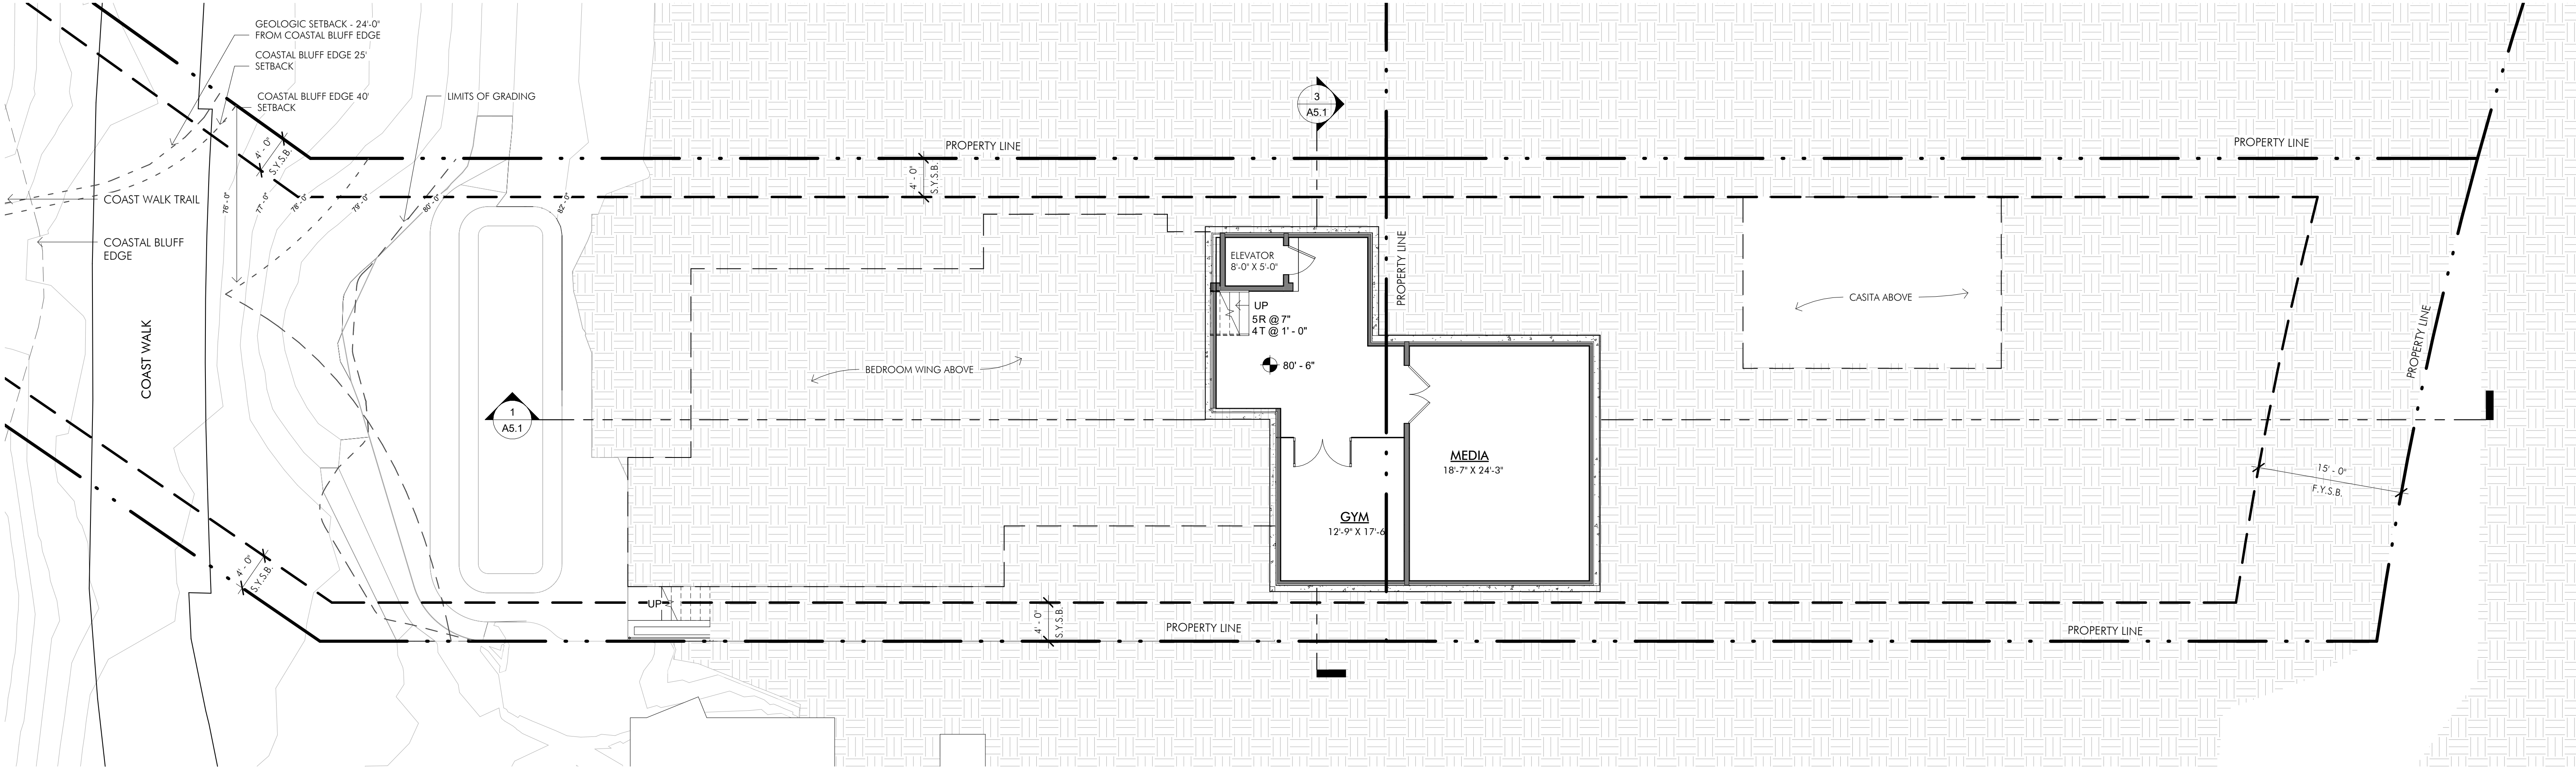 GEOLOGIC SETBACK - 24'-0"
FROM COASTAL BLUFF EDGE
COASTAL BLUFF EDGE 25'
SETBACK
COASTAL BLUFF EDGE 40'
SETBACK
LIMITS OF GRADING
3
A5.1
PROPERTY LINE
PROPERTY LINE
4' - 0"
S.Y.S.B.
4' - 0"
S.Y.S.B.
COAST WALK TRAIL
76' - 0"
77' - 0"
78' - 0"
79' - 0"
80' - 0"
82' - 0"
COASTAL BLUFF
EDGE
ELEVATOR
8'-0" X 5'-0"
PROPERTY LINE
UP
5R @ 7"
4T @ 1' - 0"
CASITA ABOVE
COAST WALK
BEDROOM WING ABOVE
80' - 6"
PROPERTY LINE
1
A5.1
MEDIA
18'-7" X 24'-3"
15' - 0"
F.Y.S.B.
GYM
12'-9" X 17'-6
4' - 0"
S.Y.S.B.
UP
4' - 0"
S.Y.S.B.
PROPERTY LINE
PROPERTY LINE